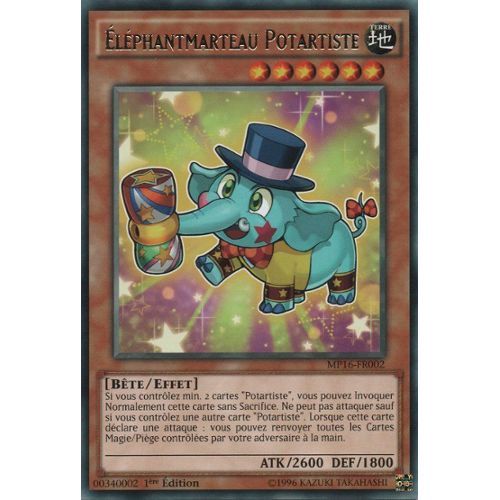 Éléphantmarteau Potartiste
TERRE
地
MP16-FR002
[Bête/Effet]
Si vous contrôlez min. 2 cartes "Potartiste", vous pouvez Invoquer
Normalement cette carte sans Sacrifice. Ne peut pas attaquer sauf
si vous contrôlez une autre carte "Potartiste". Lorsque cette carte
déclare une attaque : vous pouvez renvoyer toutes les Cartes
Magie/Piège contrôlées par votre adversaire à la main.
ATK/2600 DEF/1800
00340002 1ère Édition ©1996 KAZUKI TAKAHASHI